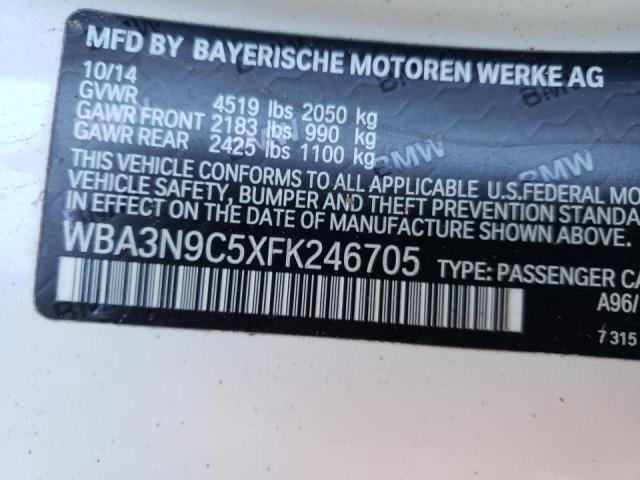 MFD BY BAYERISCHE MOTOREN WERKE AG
10/14
GVWR 4519 lbs 2050 kg
GAWR FRONT 2183 lbs 990 kg
GAWR REAR 2425 lbs 1100 kg
THIS VEHICLE CONFORMS TO ALL APPLICABLE U.S.FEDERAL MOTOR
VEHICLE SAFETY, BUMPER AND THEFT PREVENTION STANDA
IN EFFECT ON THE DATE OF MANUFACTURE SHOWN ABOVE.
WBA3N9C5XFK246705 TYPE: PASSENGER CA
A96/
7 315